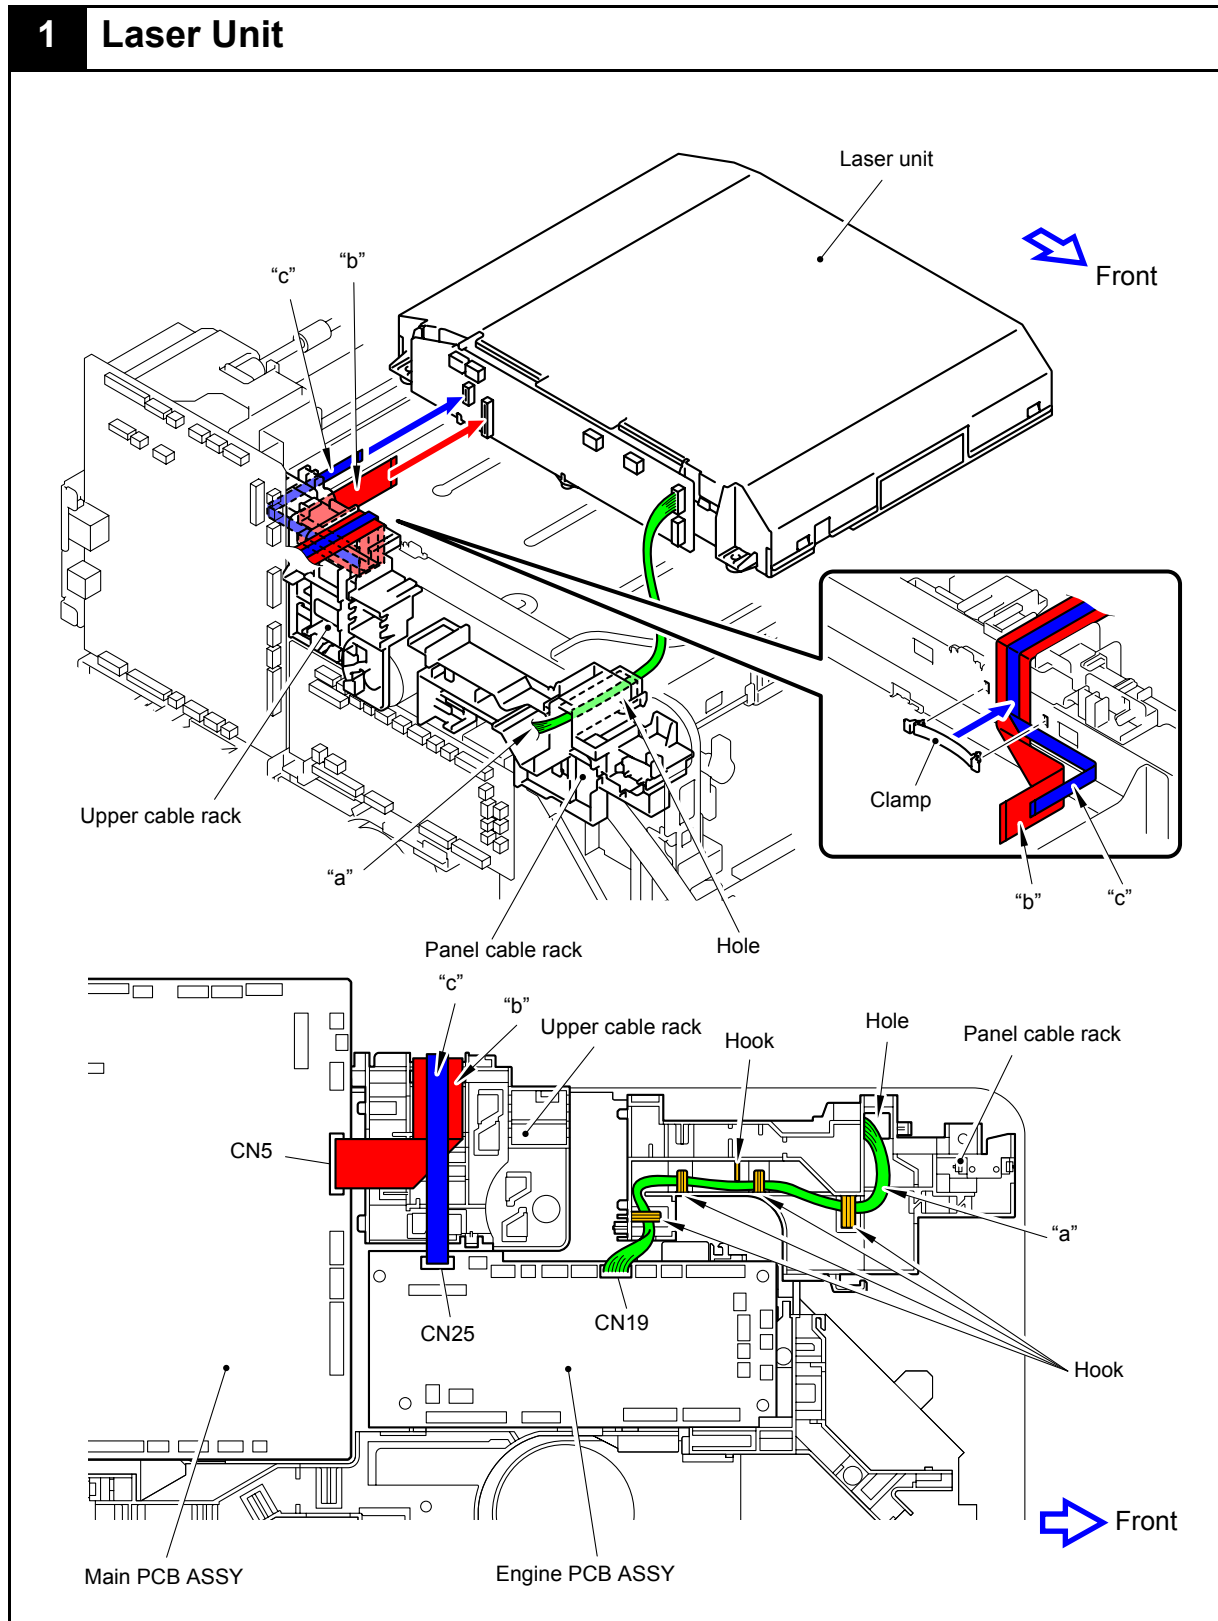 1 Laser Unit
Laser unit
Front
“c”
“b”
Upper cable rack
“a”
Panel cable rack
Hole
Clamp
“b”
“c”
“c”
“b”
Upper cable rack
Hook
Hole
Panel cable rack
CN5
“a”
CN25
CN19
Hook
Front
Main PCB ASSY
Engine PCB ASSY